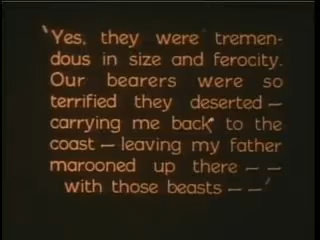 "Yes, they were tremen-
dous in size and ferocity.
Our bearers were so
terrified they deserted —
carrying me back to the
coast — leaving my father
marooned up there — —
with those beasts — —"